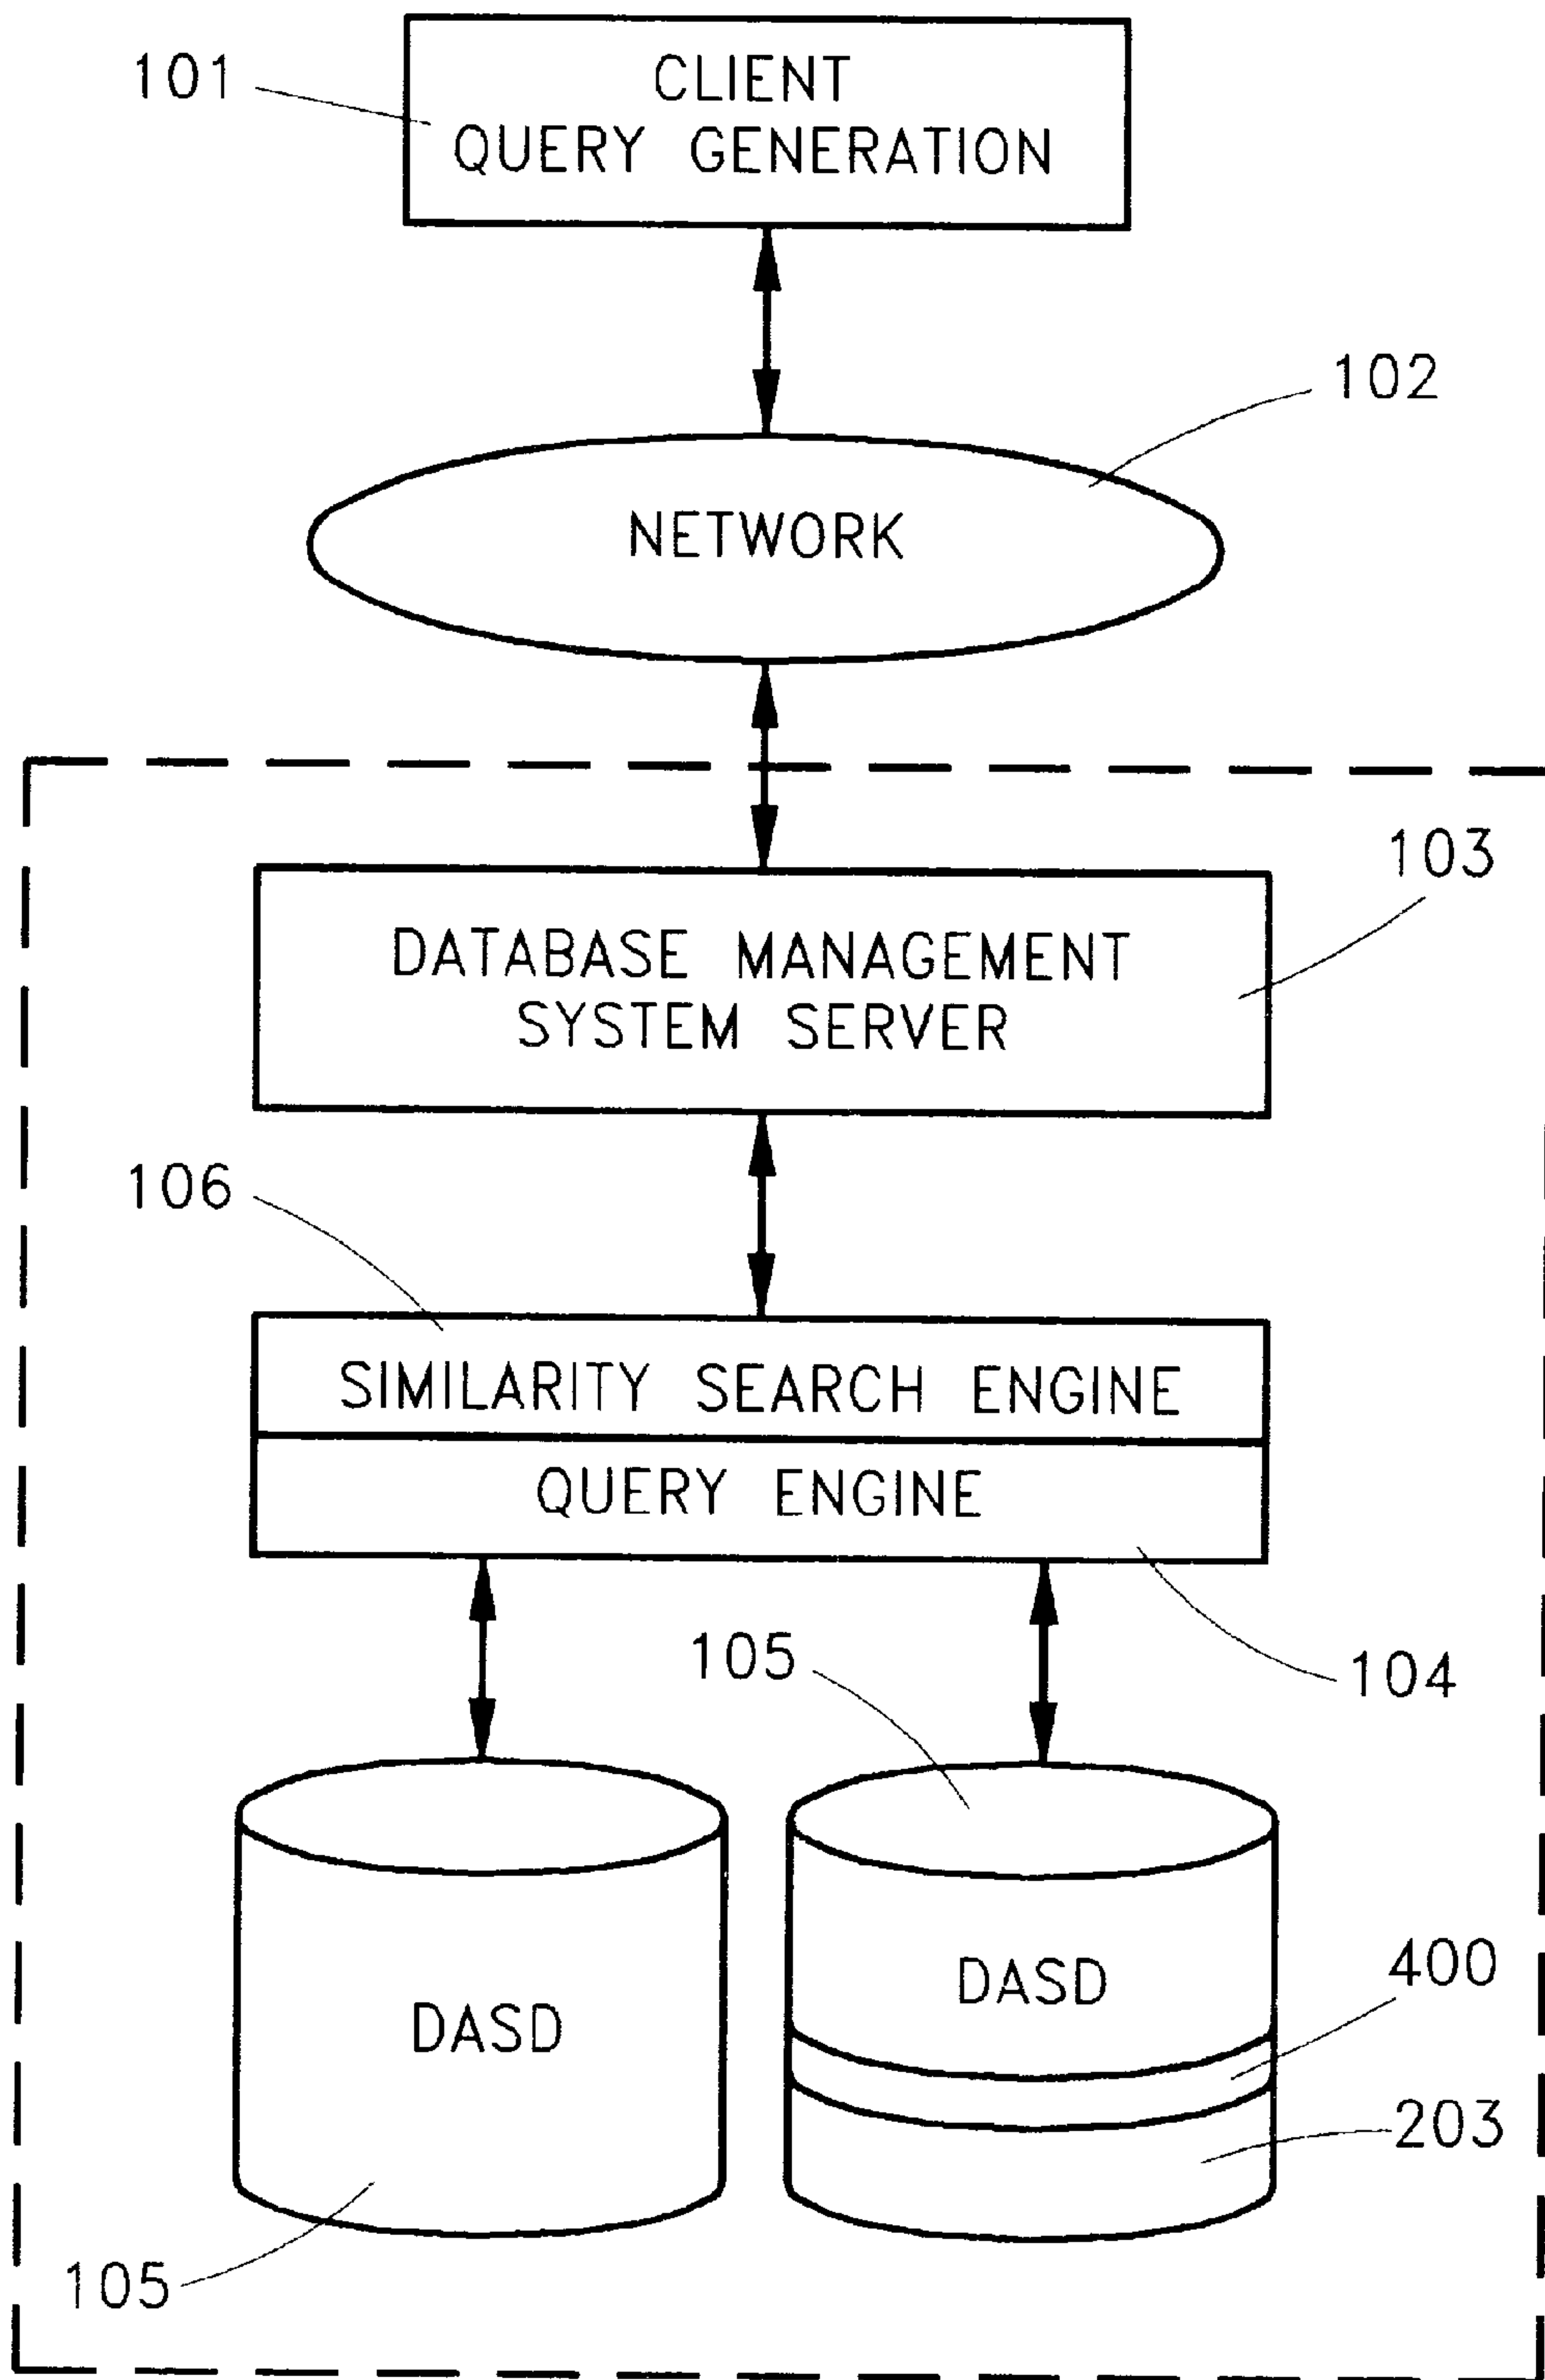 101
CLIENT
QUERY GENERATION
102
NETWORK
103
DATABASE MANAGEMENT
SYSTEM SERVER
106
SIMILARITY SEARCH ENGINE
QUERY ENGINE
105
104
DASD
DASD
400
203
105